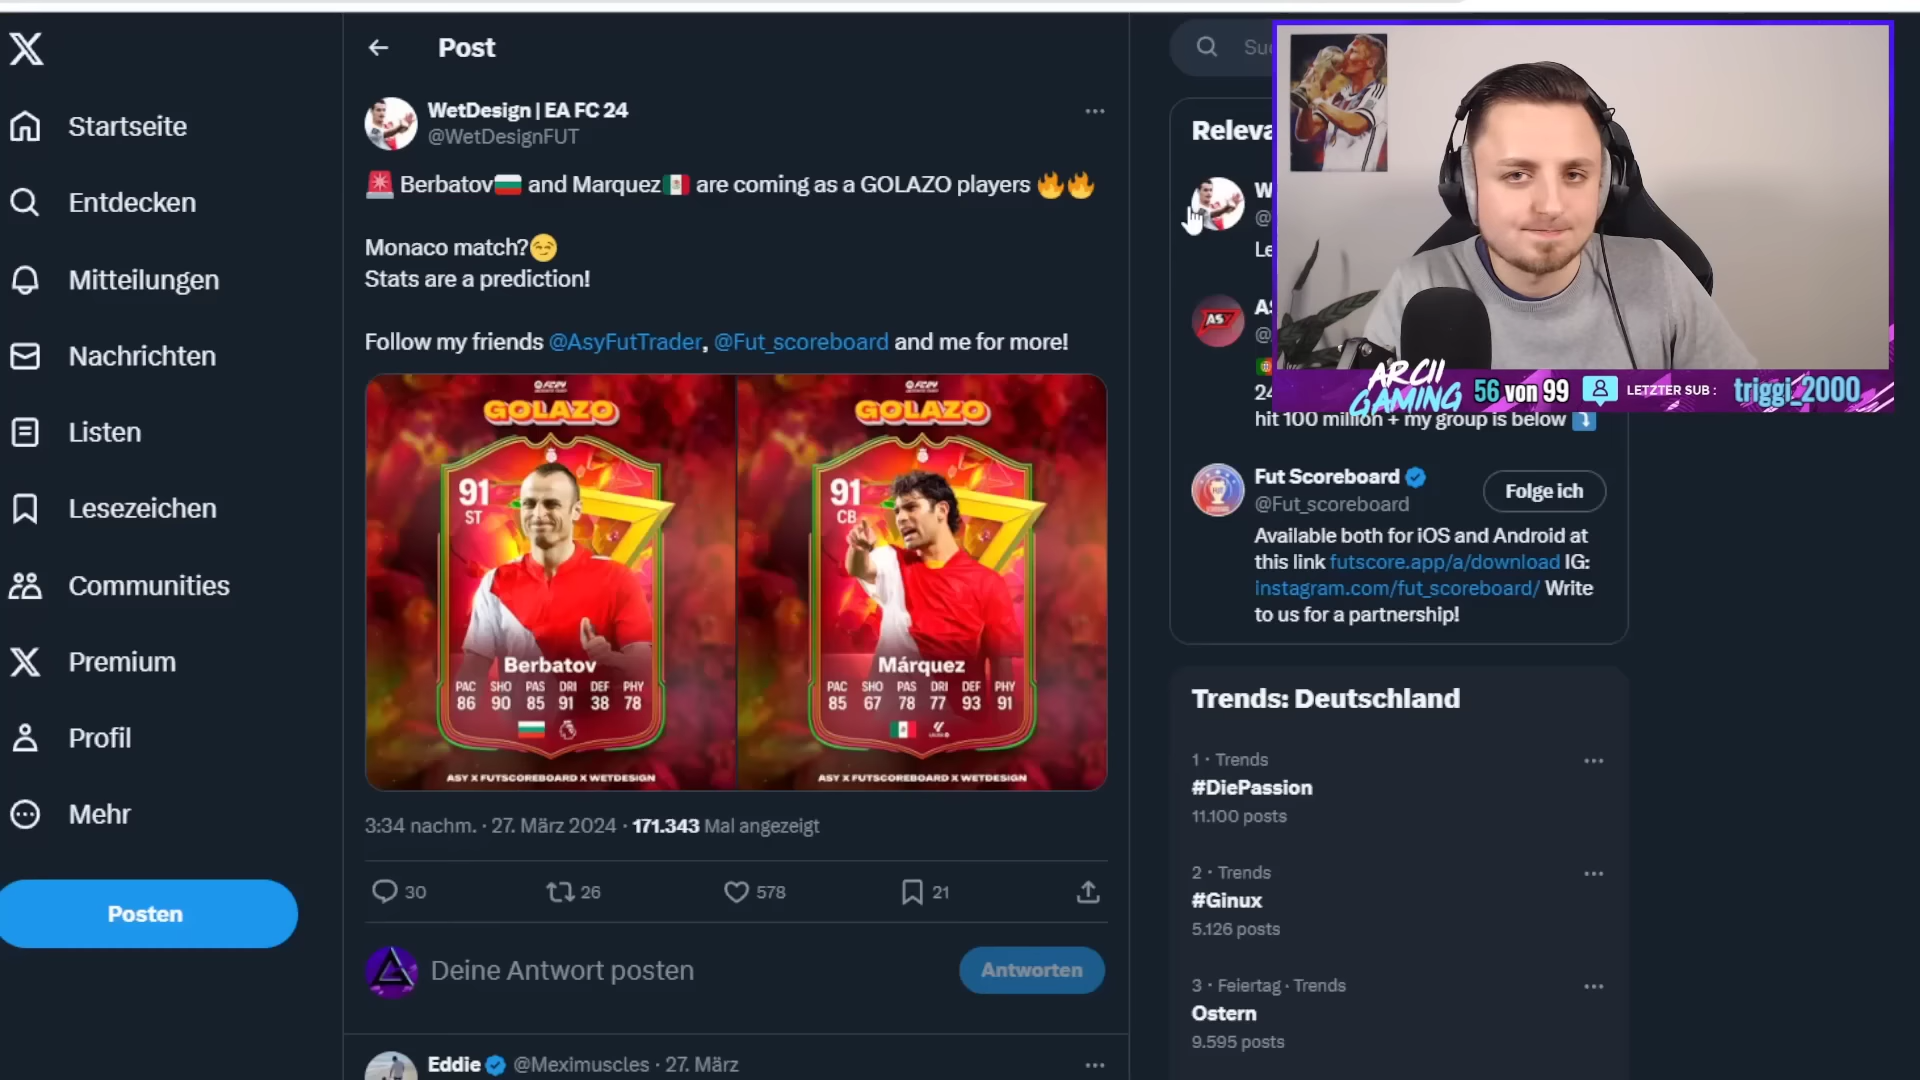 Startseite
Entdecken
Mitteilungen
Nachrichten
Listen
Lesezeichen
Communities
Premium
Profil
Mehr
Posten
Post
WetDesign | EA FC 24
@WetDesignFUT
🚨 Berbatov🇧🇬 and Marquez🇲🇽 are coming as a GOLAZO players 🔥🔥
Monaco match?😏
Stats are a prediction!
Follow my friends @AsyFutTrader, @Fut_scoreboard and me for more!
GOLAZO
91
ST
Berbatov
PAC SHO PAS DRI DEF PHY
86 90 85 91 38 78
ASY X FUTSCOREBOARD X WETDESIGN
GOLAZO
91
CB
Márquez
PAC SHO PAS DRI DEF PHY
85 67 78 77 93 91
ASY X FUTSCOREBOARD X WETDESIGN
3:34 nachm. · 27. März 2024 · 171.343 Mal angezeigt
30 26 578 21
Deine Antwort posten
Antworten
Eddie @Meximuscles · 27. März
ASY
hit 100 million + my group is below ⤵
Fut Scoreboard
@Fut_scoreboard
Folge ich
Available both for iOS and Android at
this link futscore.app/a/download IG:
instagram.com/fut_scoreboard/ Write
to us for a partnership!
Trends: Deutschland
1 · Trends
#DiePassion
11.100 posts
2 · Trends
#Ginux
5.126 posts
3 · Feiertag · Trends
Ostern
9.595 posts
ARCII
GAMING
56 von 99
LETZTER SUB :
triggi_2000